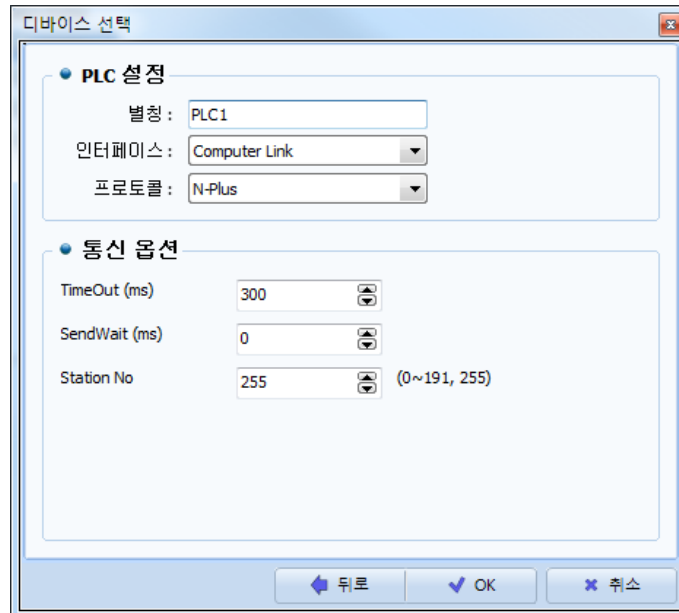 디바이스 선택
PLC 설정
별칭 : PLC1
인터페이스 : Computer Link
프로토콜 : N-Plus
통신 옵션
TimeOut (ms) 300
SendWait (ms) 0
Station No 255 (0~191, 255)
뒤로 OK 취소